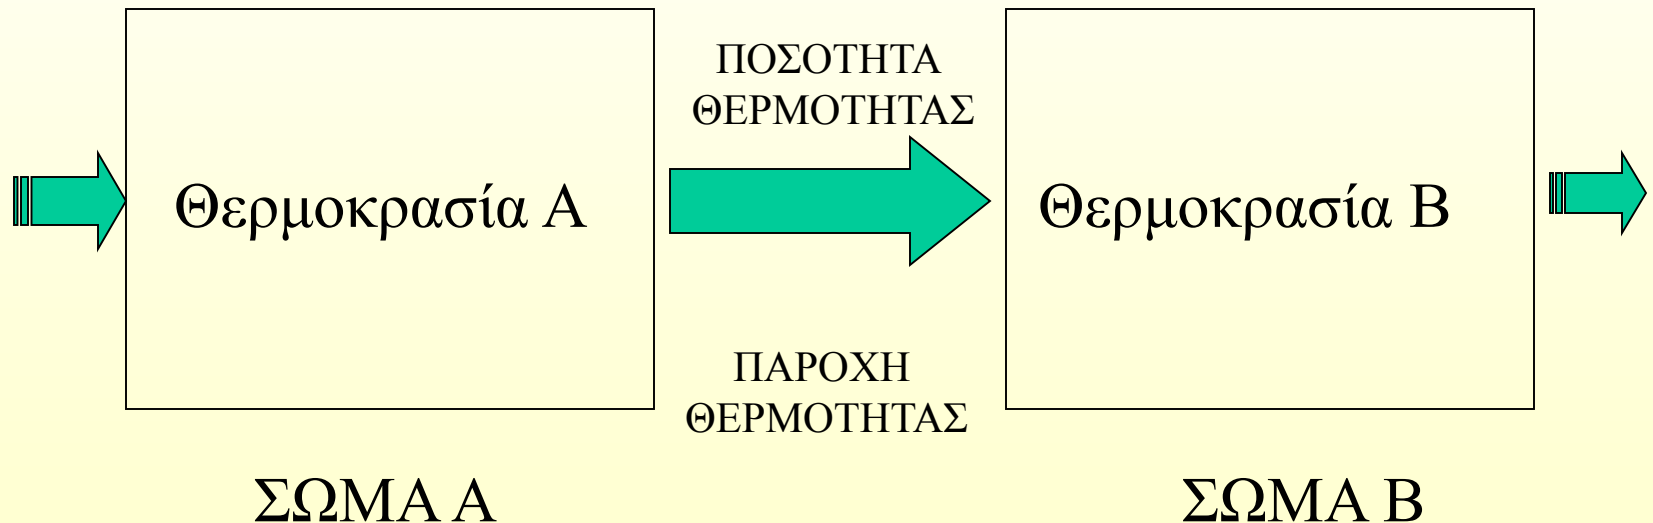 ΠΟΣΟΤΗΤΑ
ΘΕΡΜΟΤΗΤΑΣ
Θερμοκρασία Α
Θερμοκρασία Β
ΠΑΡΟΧΗ
ΘΕΡΜΟΤΗΤΑΣ
ΣΩΜΑ Α
ΣΩΜΑ Β